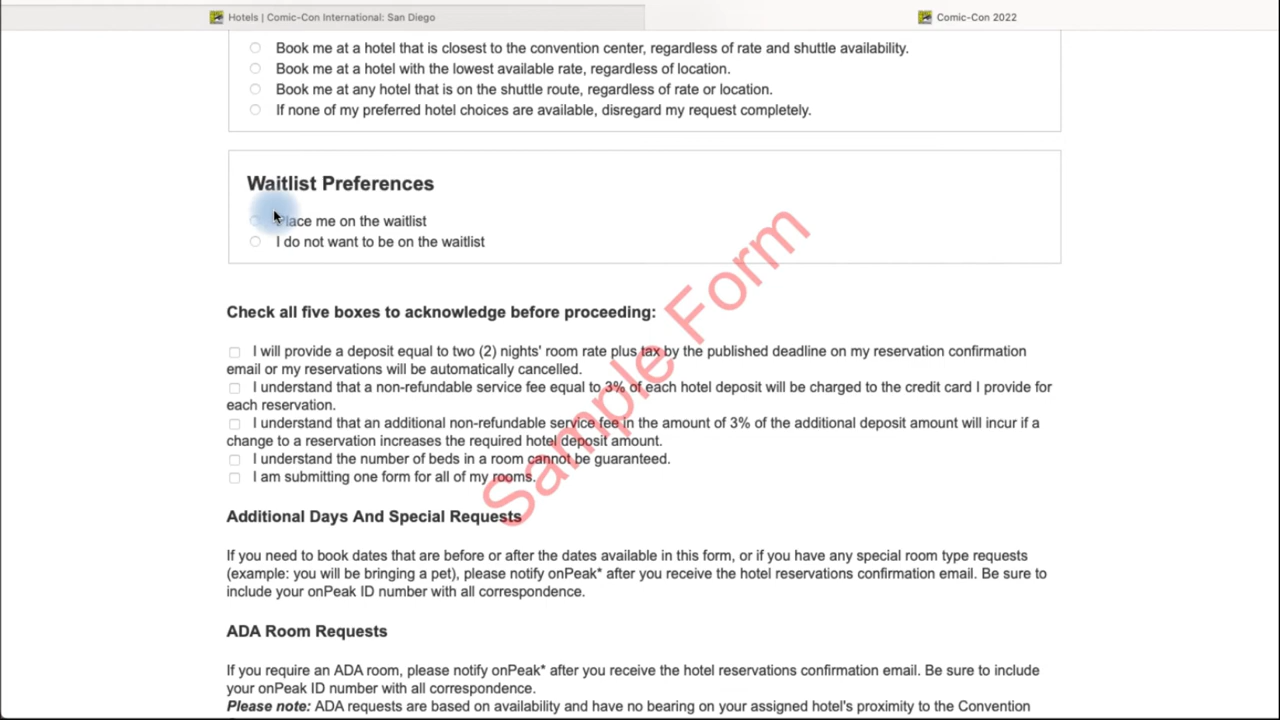 Hotels | Comic-Con International: San Diego
Comic-Con 2022
Book me at a hotel that is closest to the convention center, regardless of rate and shuttle availability.
Book me at a hotel with the lowest available rate, regardless of location.
Book me at any hotel that is on the shuttle route, regardless of rate or location.
If none of my preferred hotel choices are available, disregard my request completely.
Waitlist Preferences
Place me on the waitlist
I do not want to be on the waitlist
Sample Form
Check all five boxes to acknowledge before proceeding:
I will provide a deposit equal to two (2) nights' room rate plus tax by the published deadline on my reservation confirmation
email or my reservations will be automatically cancelled.
I understand that a non-refundable service fee equal to 3% of each hotel deposit will be charged to the credit card I provide for
each reservation.
I understand that an additional non-refundable service fee in the amount of 3% of the additional deposit amount will incur if a
change to a reservation increases the required hotel deposit amount.
I understand the number of beds in a room cannot be guaranteed.
I am submitting one form for all of my rooms.
Additional Days And Special Requests
If you need to book dates that are before or after the dates available in this form, or if you have any special room type requests
(example: you will be bringing a pet), please notify onPeak* after you receive the hotel reservations confirmation email. Be sure to
include your onPeak ID number with all correspondence.
ADA Room Requests
If you require an ADA room, please notify onPeak* after you receive the hotel reservations confirmation email. Be sure to include
your onPeak ID number with all correspondence.
Please note: ADA requests are based on availability and have no bearing on your assigned hotel's proximity to the Convention